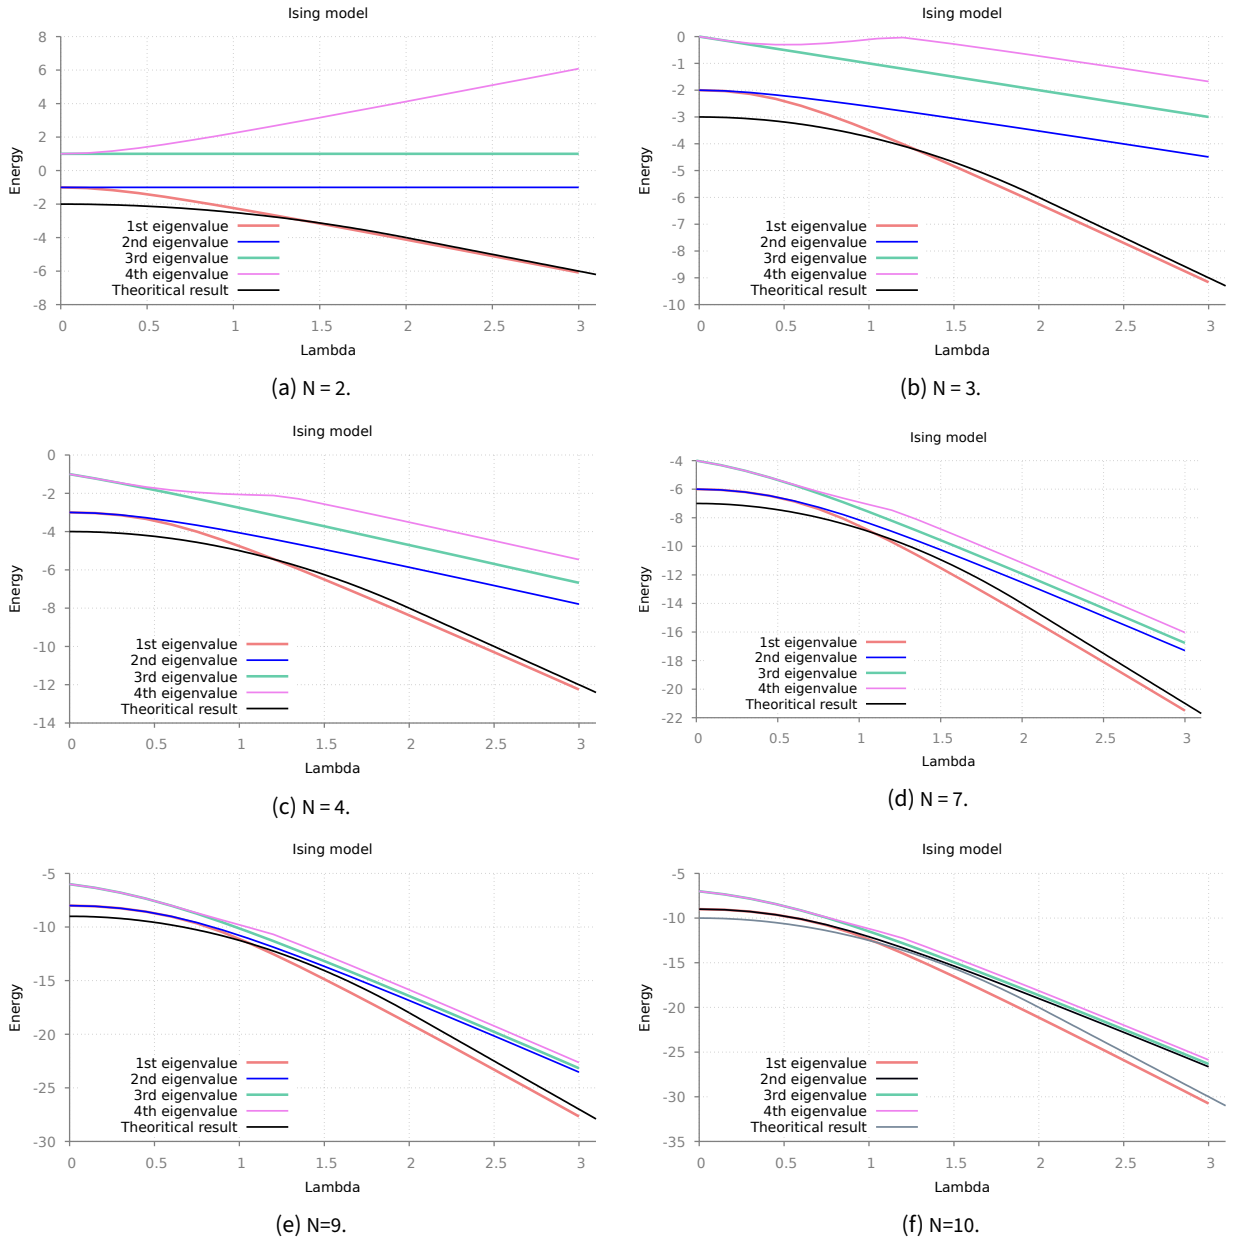 Ising model
8
6
4
2
0
-2
-4
-6
-8
Energy
1st eigenvalue
2nd eigenvalue
3rd eigenvalue
4th eigenvalue
Theoritical result
0 0.5 1 1.5 2 2.5 3
Lambda
(a) N = 2.
Ising model
0
-1
-2
-3
-4
-5
-6
-7
-8
-9
-10
Energy
1st eigenvalue
2nd eigenvalue
3rd eigenvalue
4th eigenvalue
Theoritical result
0 0.5 1 1.5 2 2.5 3
Lambda
(b) N = 3.
Ising model
0
-2
-4
-6
-8
-10
-12
-14
Energy
1st eigenvalue
2nd eigenvalue
3rd eigenvalue
4th eigenvalue
Theoritical result
0 0.5 1 1.5 2 2.5 3
Lambda
(c) N = 4.
Ising model
-4
-6
-8
-10
-12
-14
-16
-18
-20
-22
Energy
1st eigenvalue
2nd eigenvalue
3rd eigenvalue
4th eigenvalue
Theoritical result
0 0.5 1 1.5 2 2.5 3
Lambda
(d) N = 7.
Ising model
-5
-10
-15
-20
-25
-30
Energy
1st eigenvalue
2nd eigenvalue
3rd eigenvalue
4th eigenvalue
Theoritical result
0 0.5 1 1.5 2 2.5 3
Lambda
(e) N=9.
Ising model
-5
-10
-15
-20
-25
-30
-35
Energy
1st eigenvalue
2nd eigenvalue
3rd eigenvalue
4th eigenvalue
Theoritical result
0 0.5 1 1.5 2 2.5 3
Lambda
(f) N=10.